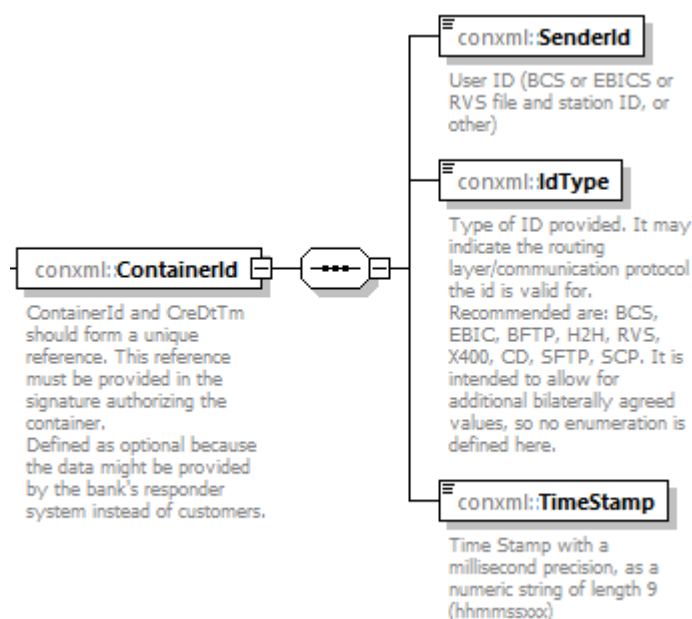 conxml::SenderId
User ID (BCS or EBICS or
RVS file and station ID, or
other)
conxml::IdType
Type of ID provided. It may
indicate the routing
layer/communication protocol
the id is valid for.
Recommended are: BCS,
EBIC, BFTP, H2H, RVS,
X400, CD, SFTP, SCP. It is
intended to allow for
additional bilaterally agreed
values, so no enumeration is
defined here.
conxml::ContainerId
ContainerId and CreDtTm
should form a unique
reference. This reference
must be provided in the
signature authorizing the
container.
Defined as optional because
the data might be provided
by the bank's responder
system instead of customers.
conxml::TimeStamp
Time Stamp with a
millisecond precision, as a
numeric string of length 9
(hhmmssxxx)